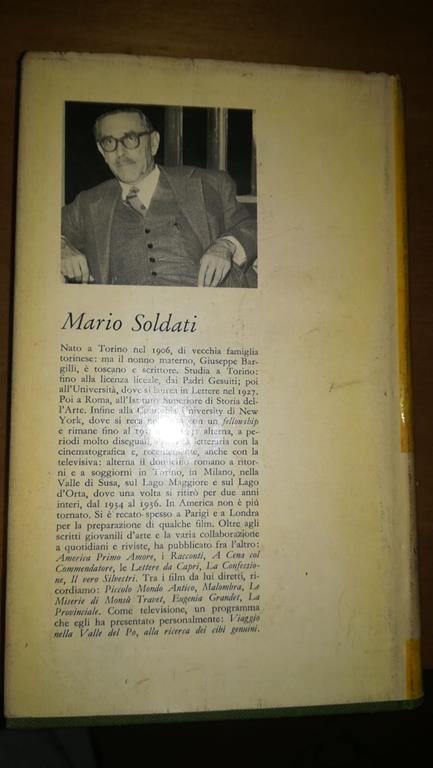 Mario Soldati
Nato a Torino nel 1906, di vecchia famiglia
torinese: ma il nonno materno, Giuseppe Bar-
gilli, è toscano e scrittore. Studia a Torino:
fino alla licenza liceale, dai Padri Gesuiti; poi
all'Università, dove si laurea in Lettere nel 1927.
Poi a Roma, all'Istituto Superiore di Storia del-
l'Arte. Infine alla Columbia University di New
York, dove si reca nel con un fellowship
e rimane fino al alterna, a pe-
riodi molto diseguali, letteraria con la
cinematografica e, recentemente, anche con la
televisiva: alterna il domicilio romano a ritor-
ni e a soggiorni in Torino, in Milano, nella
Valle di Susa, sul Lago Maggiore e sul Lago
d'Orta, dove una volta si ritirò per due anni
interi, dal 1934 al 1936. In America non è più
tornato. Si è recato spesso a Parigi e a Londra
per la preparazione di qualche film. Oltre agli
scritti giovanili d'arte e la varia collaborazione
a quotidiani e riviste, ha pubblicato fra l'altro:
America Primo Amore, i Racconti, A Cena col
Commendatore, le Lettere da Capri, La Confessio-
ne, Il vero Silvestri. Tra i film da lui diretti, ri-
cordiamo: Piccolo Mondo Antico, Malombra, Le
Miserie di Monsù Travet, Eugenia Grandet, La
Provinciale. Come televisione, un programma
che egli ha presentato personalmente: Viaggio
nella Valle del Po, alla ricerca dei cibi genuini.